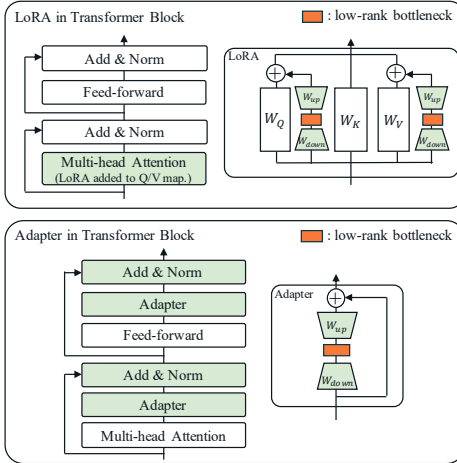 LoRA in Transformer Block
: low-rank bottleneck
Add & Norm
Feed-forward
Add & Norm
Multi-head Attention
(LoRA added to Q/V map.)
LoRA
+
+
W_up
W_up
W_Q
W_K
W_V
W_down
W_down
Adapter in Transformer Block
: low-rank bottleneck
Add & Norm
Adapter
Feed-forward
Add & Norm
Adapter
Multi-head Attention
Adapter
+
W_up
W_down